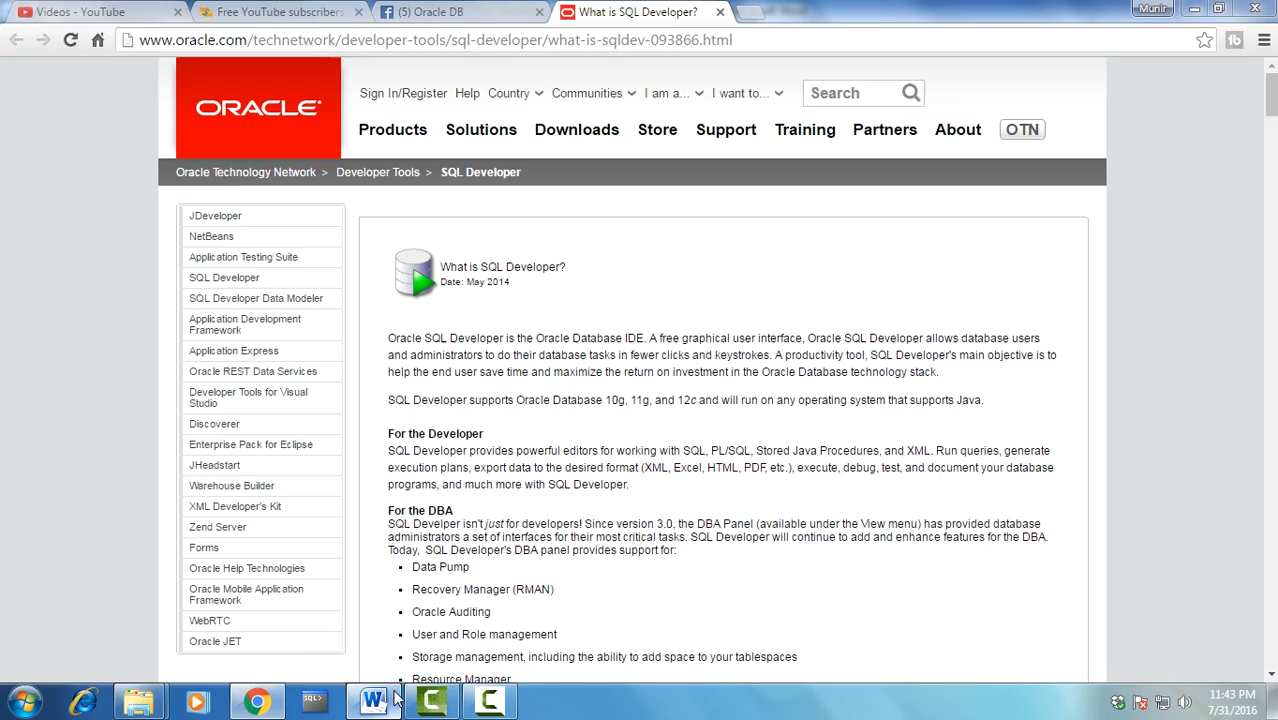 Videos - YouTube
Free YouTube subscribers
(5) Oracle DB
What is SQL Developer?
Munir
www.oracle.com/technetwork/developer-tools/sql-developer/what-is-sqldev-093866.html
ORACLE
Sign In/Register Help Country Communities I am a... I want to... Search
Products Solutions Downloads Store Support Training Partners About OTN
Oracle Technology Network > Developer Tools > SQL Developer
JDeveloper
NetBeans
Application Testing Suite
SQL Developer
SQL Developer Data Modeler
Application Development
Framework
Application Express
Oracle REST Data Services
Developer Tools for Visual
Studio
Discoverer
Enterprise Pack for Eclipse
JHeadstart
Warehouse Builder
XML Developer's Kit
Zend Server
Forms
Oracle Help Technologies
Oracle Mobile Application
Framework
WebRTC
Oracle JET
What is SQL Developer?
Date: May 2014
Oracle SQL Developer is the Oracle Database IDE. A free graphical user interface, Oracle SQL Developer allows database users
and administrators to do their database tasks in fewer clicks and keystrokes. A productivity tool, SQL Developer's main objective is to
help the end user save time and maximize the return on investment in the Oracle Database technology stack.
SQL Developer supports Oracle Database 10g, 11g, and 12c and will run on any operating system that supports Java.
For the Developer
SQL Developer provides powerful editors for working with SQL, PL/SQL, Stored Java Procedures, and XML. Run queries, generate
execution plans, export data to the desired format (XML, Excel, HTML, PDF, etc.), execute, debug, test, and document your database
programs, and much more with SQL Developer.
For the DBA
SQL Develper isn't just for developers! Since version 3.0, the DBA Panel (available under the View menu) has provided database
administrators a set of interfaces for their most critical tasks. SQL Developer will continue to add and enhance features for the DBA.
Today, SQL Developer's DBA panel provides support for:
Data Pump
Recovery Manager (RMAN)
Oracle Auditing
User and Role management
Storage management, including the ability to add space to your tablespaces
Resource Manager
SQL>
11:43 PM
7/31/2016